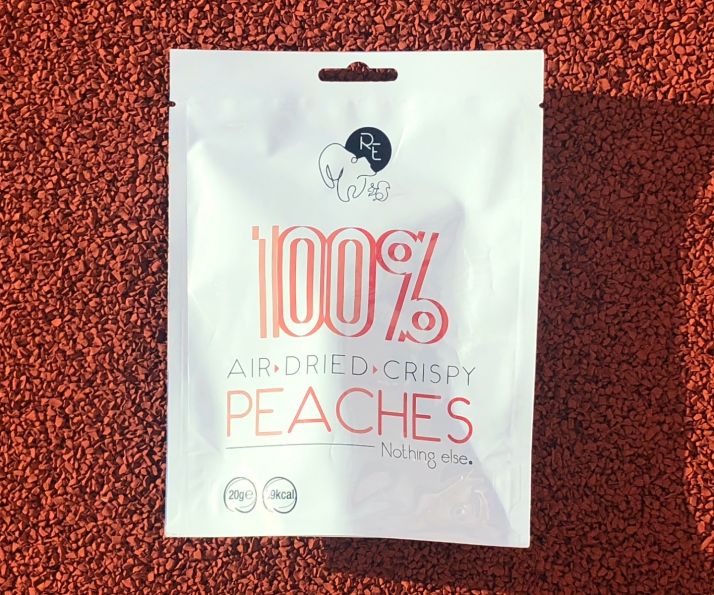 RE
100%
AIR▸DRIED▸CRISPY
PEACHES
Nothing else.
20g℮